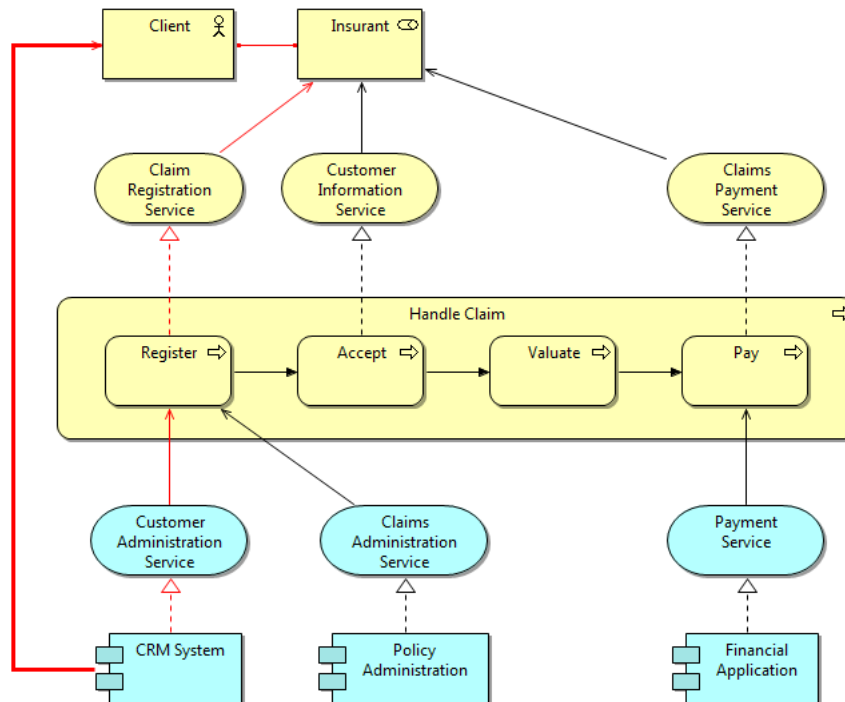 Client
Insurant
Claim
Registration
Service
Customer
Information
Service
Claims
Payment
Service
Handle Claim
Register
Accept
Valuate
Pay
Customer
Administration
Service
Claims
Administration
Service
Payment
Service
CRM System
Policy
Administration
Financial
Application